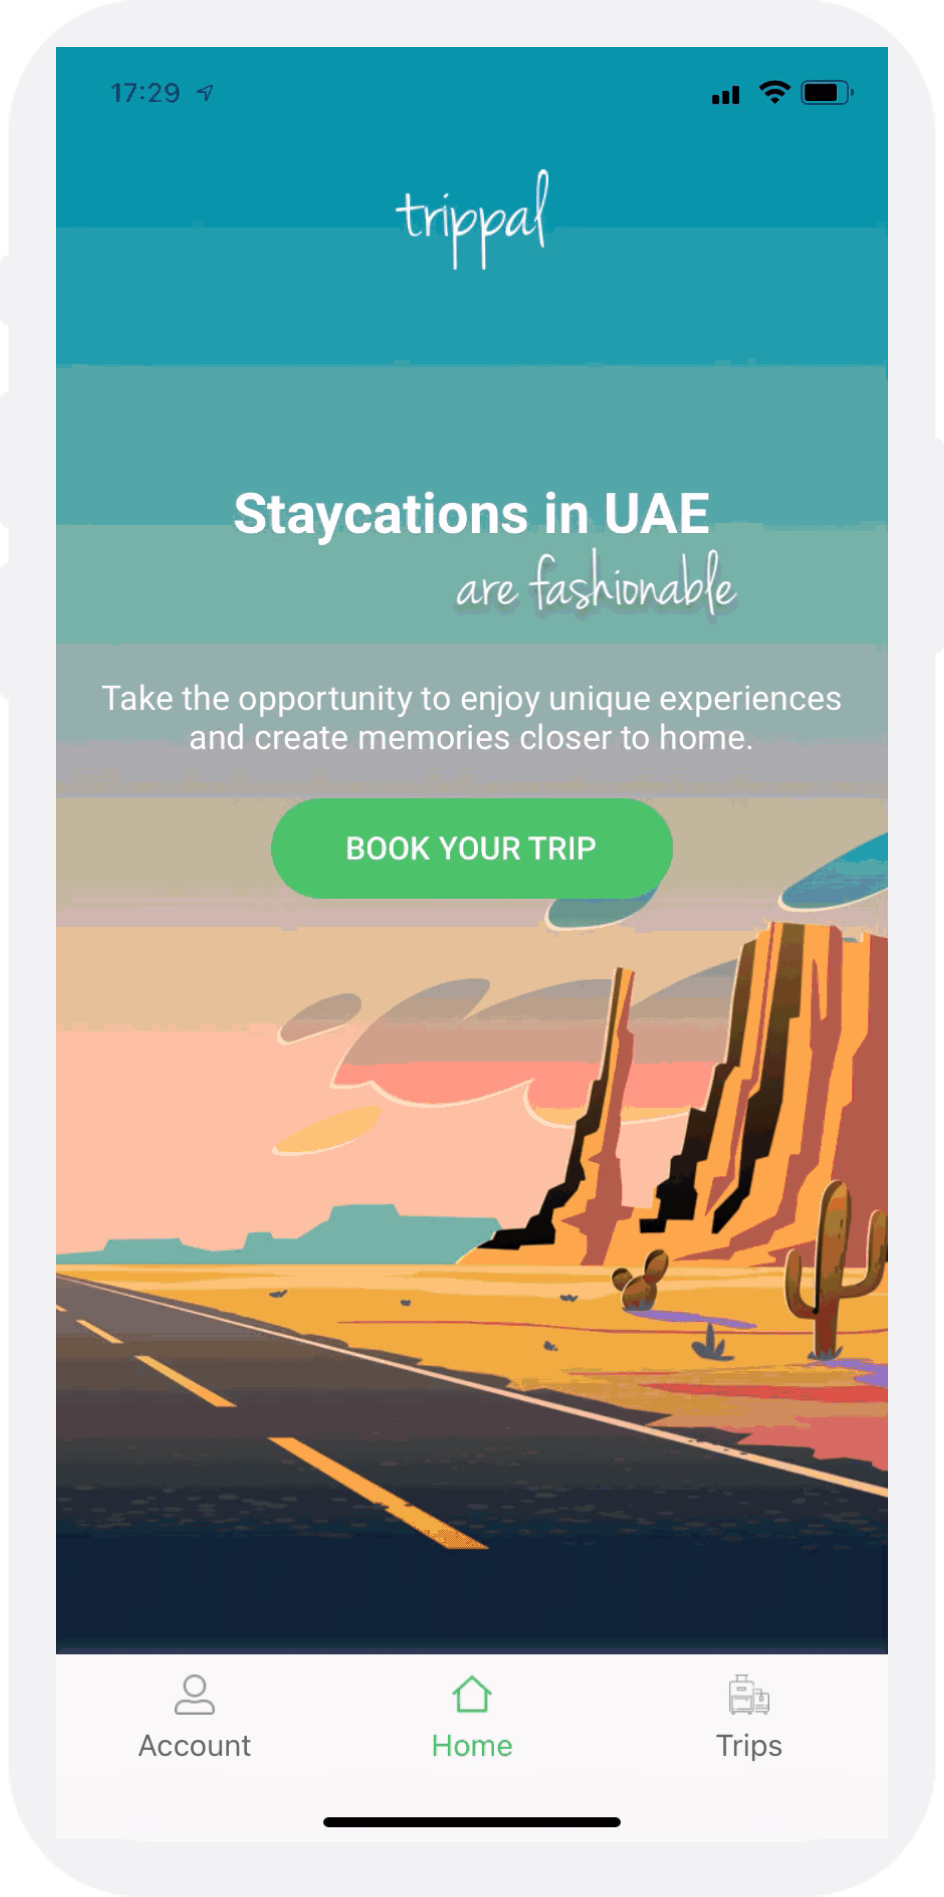 17:29
trippal
Staycations in UAE
are fashionable
Take the opportunity to enjoy unique experiences
and create memories closer to home.
BOOK YOUR TRIP
Account Home Trips